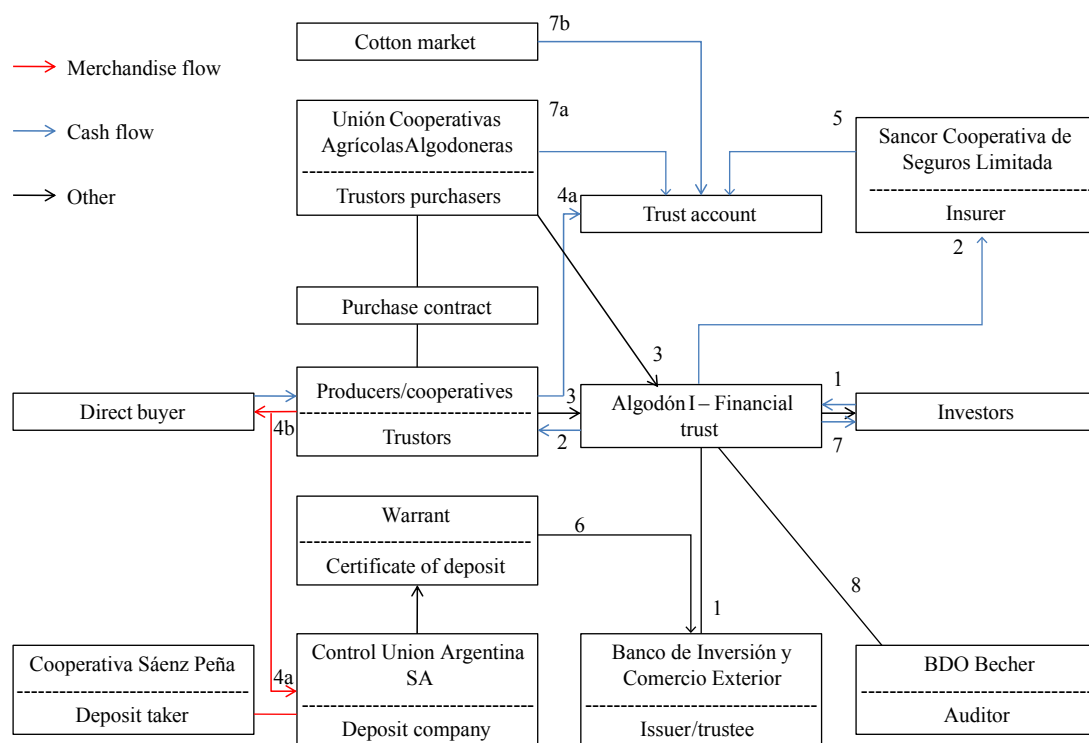 7b
Cotton market
Merchandise flow
7a
Unión Cooperativas
Agrícolas Algodoneras
Trustors purchasers
5
Sancor Cooperativa de
Seguros Limitada
Insurer
Cash flow
Other
4a
Trust account
2
Purchase contract
3
Producers/cooperatives
Trustors
3
2
Direct buyer
4b
Algodón I – Financial
trust
1
7
Investors
Warrant
Certificate of deposit
6
1
8
Cooperativa Sáenz Peña
Deposit taker
4a
Control Union Argentina
SA
Deposit company
Banco de Inversión y
Comercio Exterior
Issuer/trustee
BDO Becher
Auditor